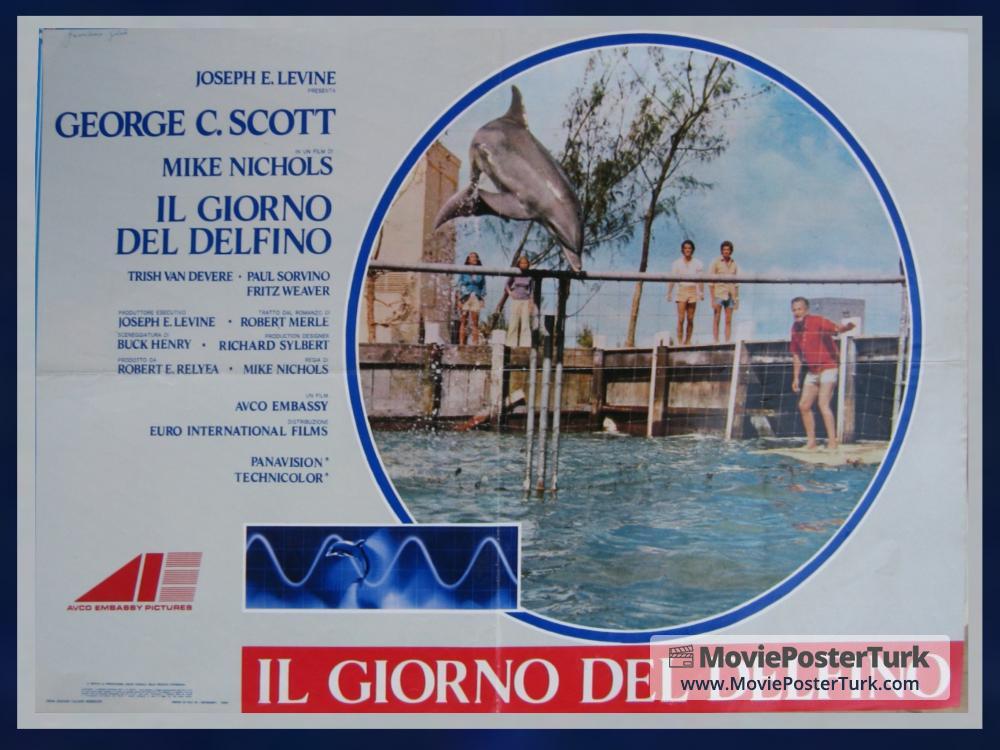 JOSEPH E. LEVINE
PRESENTA
GEORGE C. SCOTT
IN UN FILM DI
MIKE NICHOLS
IL GIORNO
DEL DELFINO
TRISH VAN DEVERE • PAUL SORVINO
FRITZ WEAVER
PRODUTTORE ESECUTIVO TRATTO DAL ROMANZO DI
JOSEPH E. LEVINE • ROBERT MERLE
SCENEGGIATURA DI PRODUCTION DESIGNER
BUCK HENRY • RICHARD SYLBERT
PRODOTTO DA REGIA DI
ROBERT E. RELYEA • MIKE NICHOLS
UN FILM
AVCO EMBASSY
DISTRIBUZIONE
EURO INTERNATIONAL FILMS
PANAVISION®
TECHNICOLOR®
AE
AVCO EMBASSY PICTURES
IL GIORNO DEL DELFINO
MoviePosterTurk
www.MoviePosterTurk.com